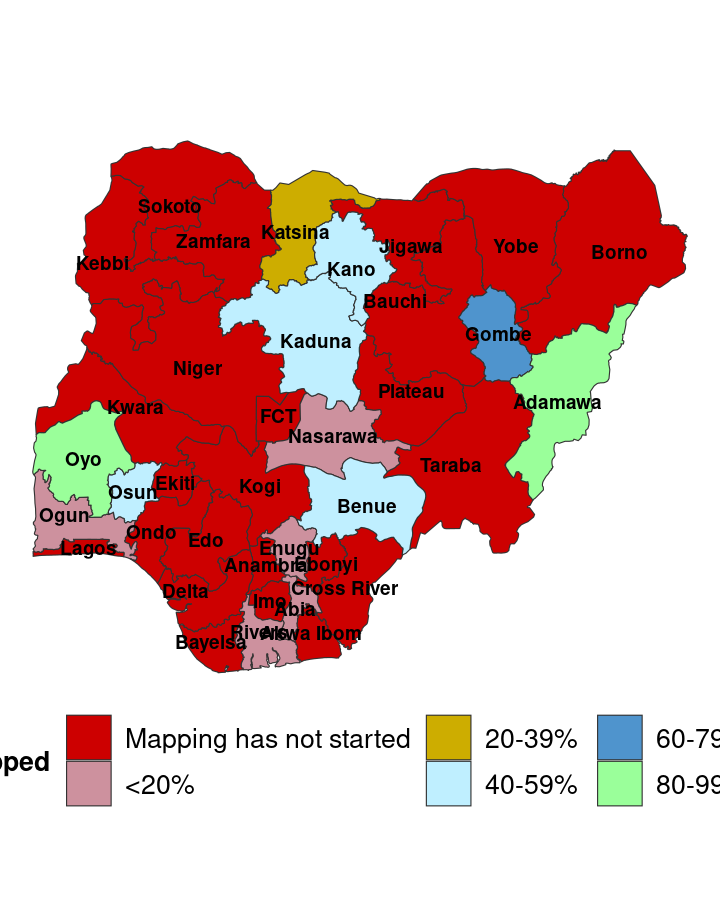 Sokoto
Katsina
Zamfara
Jigawa
Yobe
Borno
Kebbi
Kano
Bauchi
Gombe
Kaduna
Niger
Plateau
Adamawa
Kwara
FCT
Nasarawa
Oyo
Taraba
Osun
Ekiti
Kogi
Benue
Ogun
Ondo
Edo
Lagos
Enugu
Anambra
Ebonyi
Delta
Cross River
Imo
Abia
Bayelsa
Rivers
Akwa Ibom
pped
Mapping has not started
20-39%
60-79
<20%
40-59%
80-99